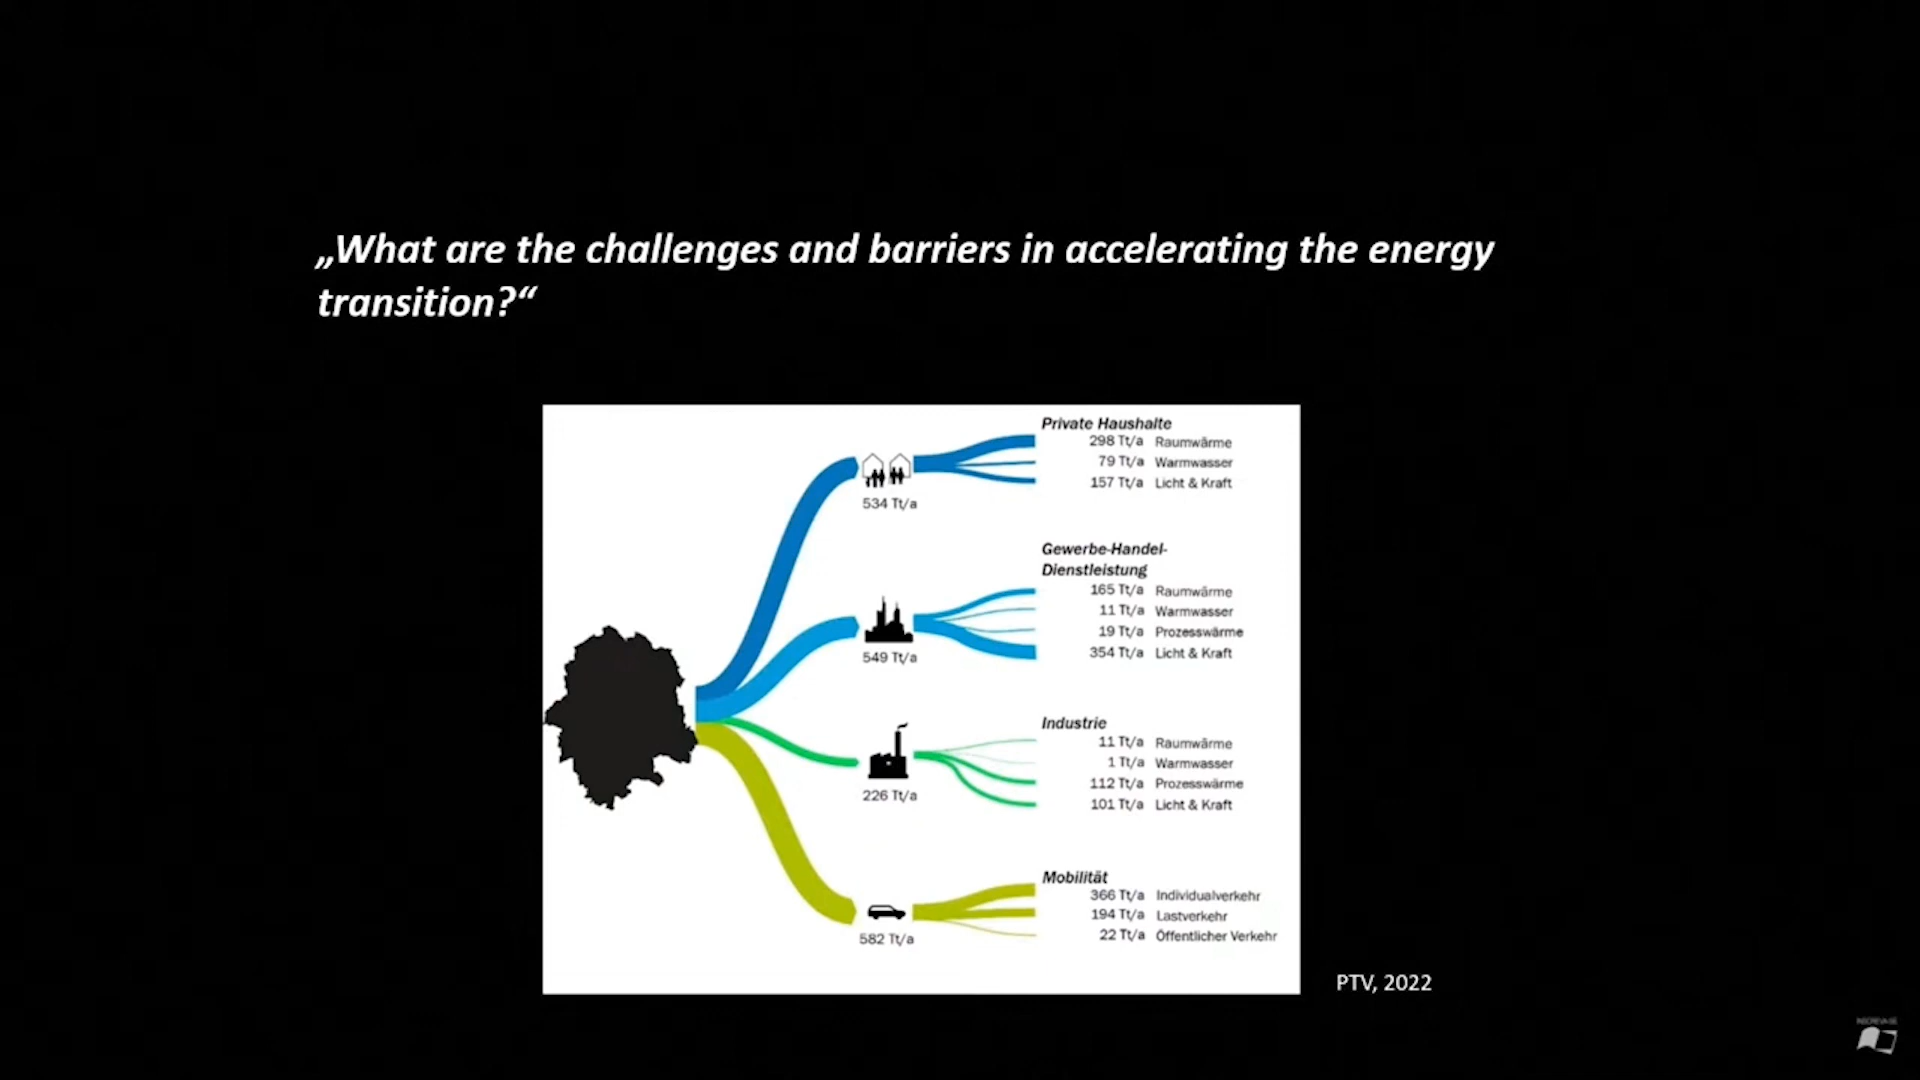 „What are the challenges and barriers in accelerating the energy
transition?“
Private Haushalte
298 Tt/a Raumwärme
79 Tt/a Warmwasser
157 Tt/a Licht & Kraft
534 Tt/a
Gewerbe-Handel-
Dienstleistung
165 Tt/a Raumwärme
11 Tt/a Warmwasser
19 Tt/a Prozesswärme
354 Tt/a Licht & Kraft
549 Tt/a
Industrie
11 Tt/a Raumwärme
1 Tt/a Warmwasser
112 Tt/a Prozesswärme
101 Tt/a Licht & Kraft
226 Tt/a
Mobilität
366 Tt/a Individualverkehr
194 Tt/a Lastverkehr
22 Tt/a Öffentlicher Verkehr
582 Tt/a
PTV, 2022
INSCREVA-SE